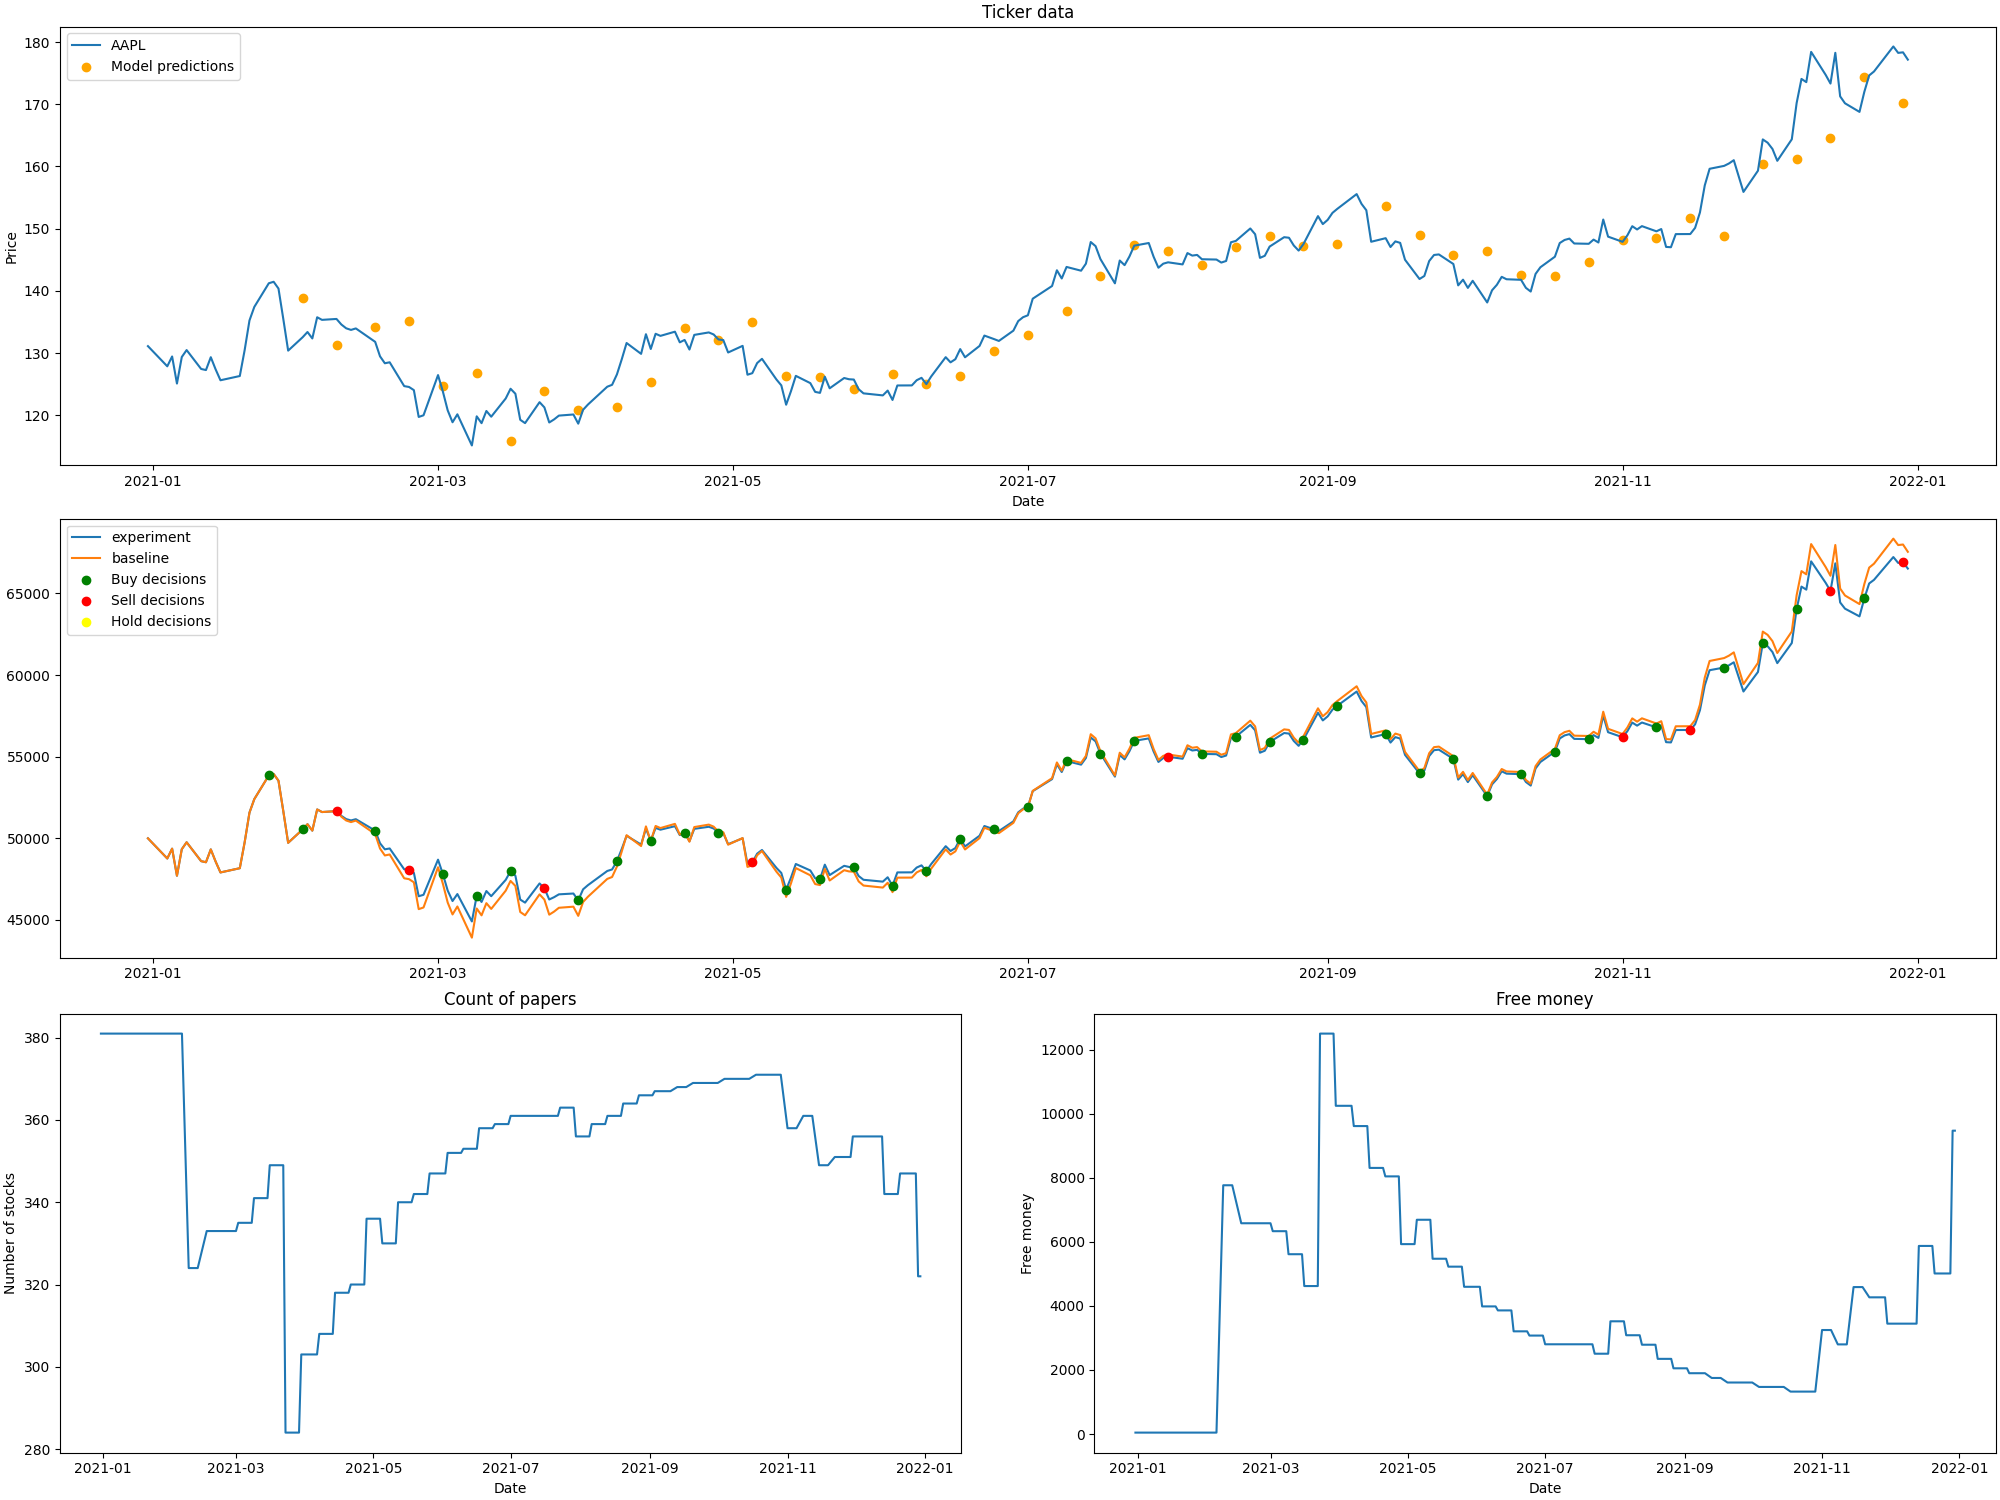 Ticker data
AAPL
Model predictions
180
170
160
150
140
130
120
Price
2021-01 2021-03 2021-05 2021-07 2021-09 2021-11 2022-01
Date
experiment
baseline
Buy decisions
Sell decisions
Hold decisions
65000
60000
55000
50000
45000
2021-01 2021-03 2021-05 2021-07 2021-09 2021-11 2022-01
Count of papers
380
360
340
320
300
280
Number of stocks
2021-01 2021-03 2021-05 2021-07 2021-09 2021-11 2022-01
Date
Free money
12000
10000
8000
6000
4000
2000
0
Free money
2021-01 2021-03 2021-05 2021-07 2021-09 2021-11 2022-01
Date